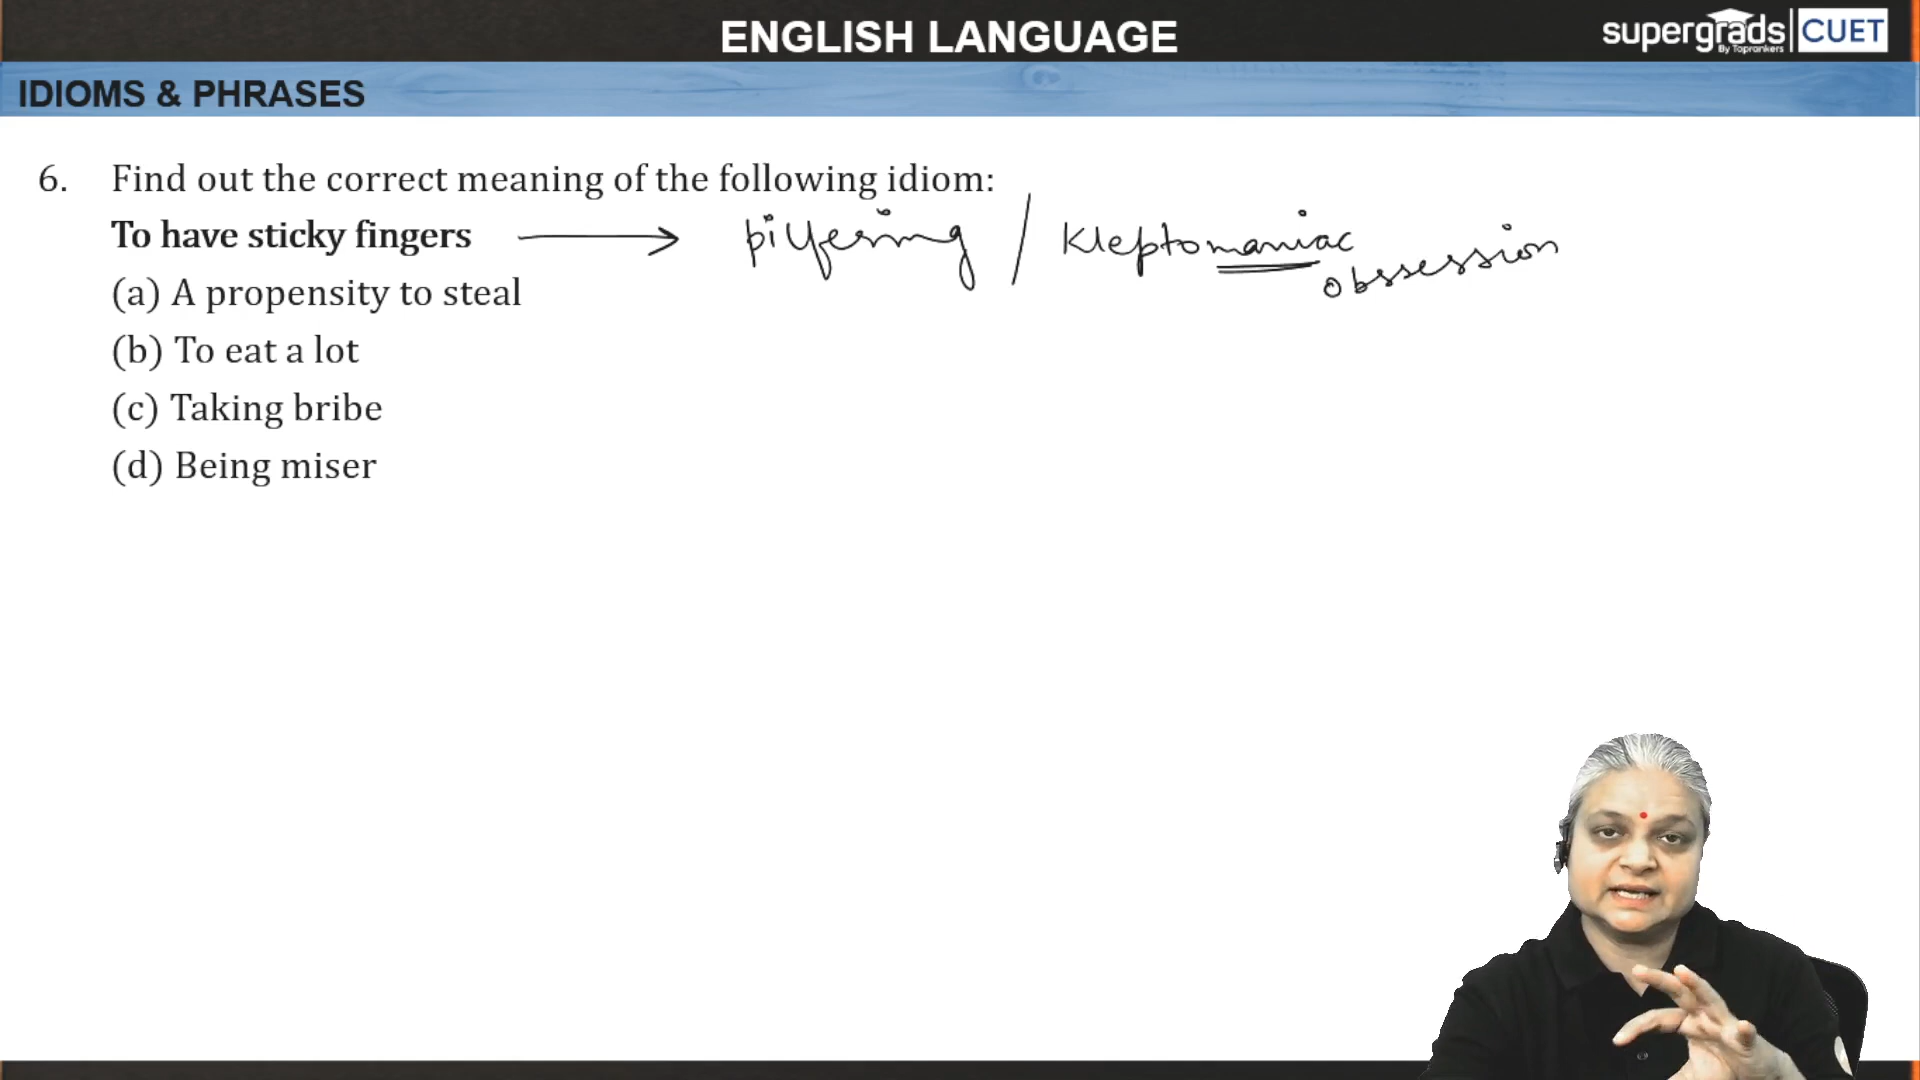 ENGLISH LANGUAGE
supergrads CUET
By Toprankers
IDIOMS & PHRASES
6. Find out the correct meaning of the following idiom:
To have sticky fingers → pilfering / Kleptomaniac
obssession
(a) A propensity to steal
(b) To eat a lot
(c) Taking bribe
(d) Being miser